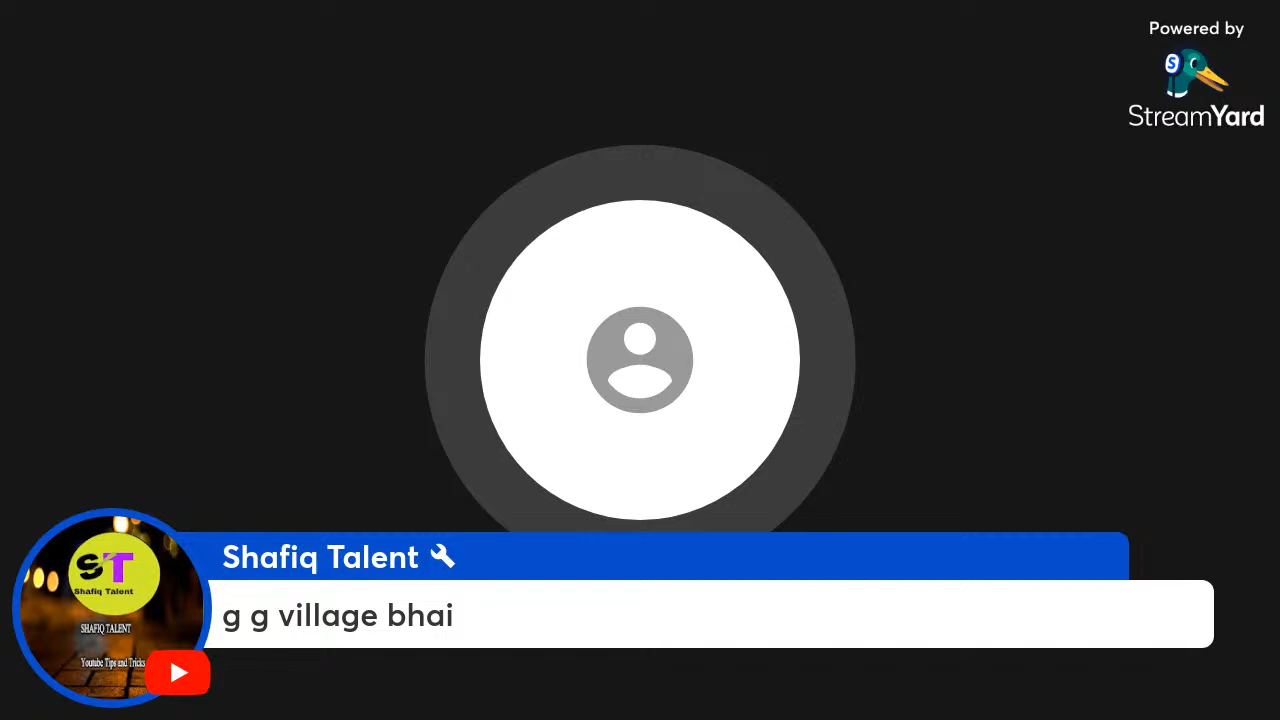 Powered by
S
StreamYard
Shafiq Talent
g g village bhai
ST
Shafiq Talent
SHAFIQ TALENT
Youtube Tips and Tricks